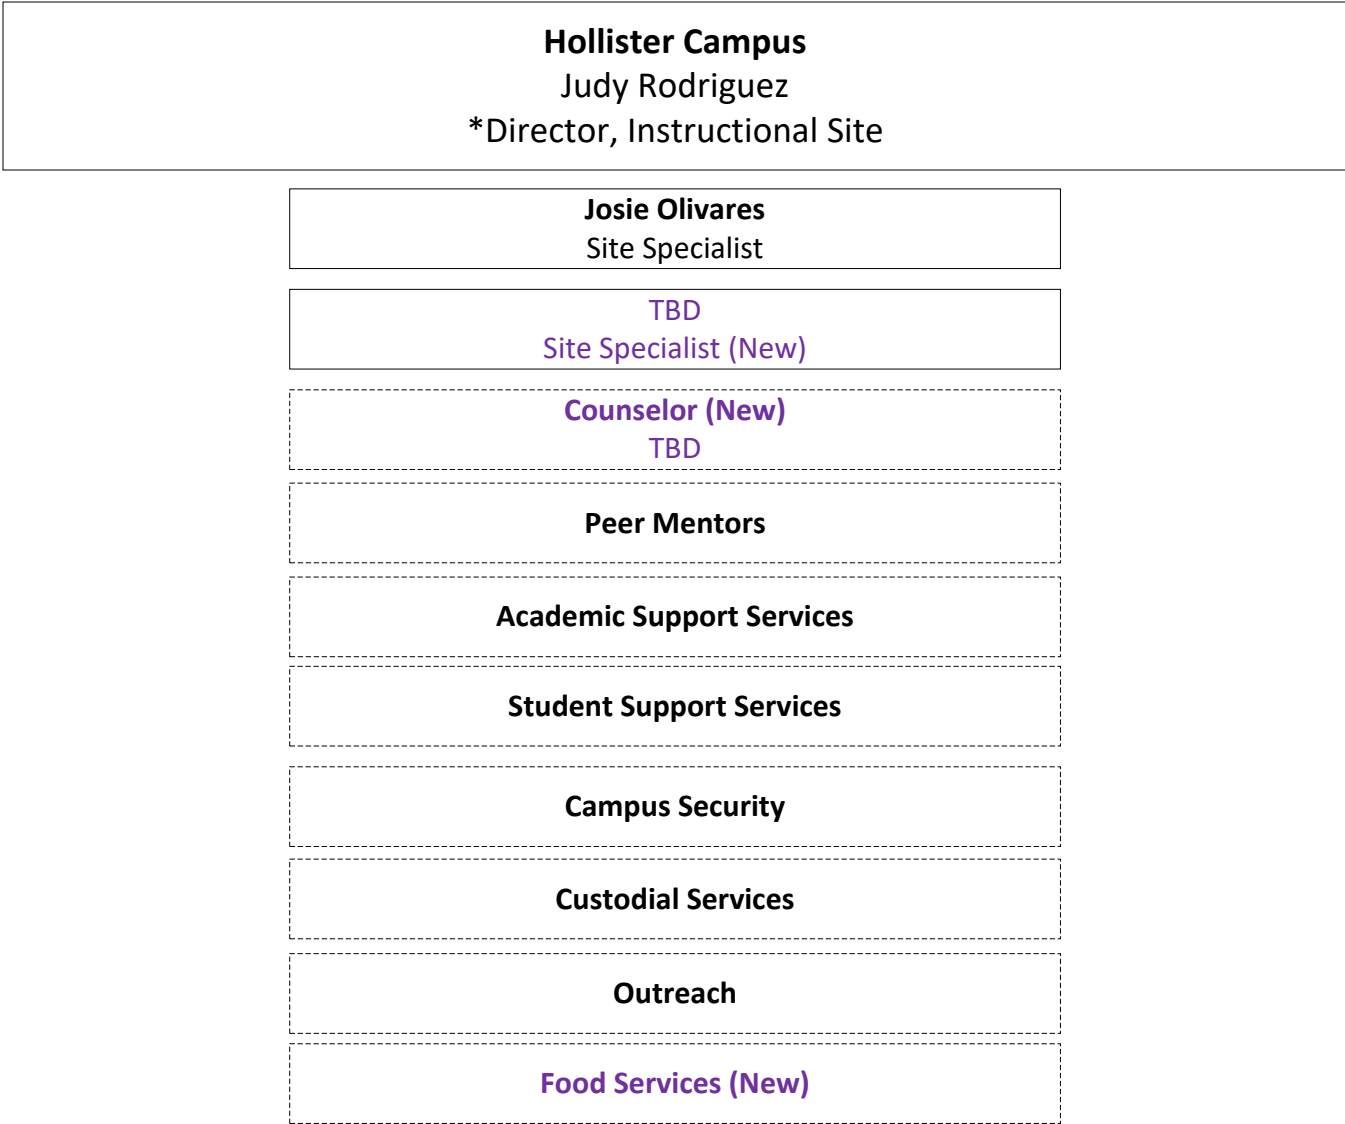 Hollister Campus
Judy Rodriguez
*Director, Instructional Site
Josie Olivares
Site Specialist
TBD
Site Specialist (New)
Counselor (New)
TBD
Peer Mentors
Academic Support Services
Student Support Services
Campus Security
Custodial Services
Outreach
Food Services (New)